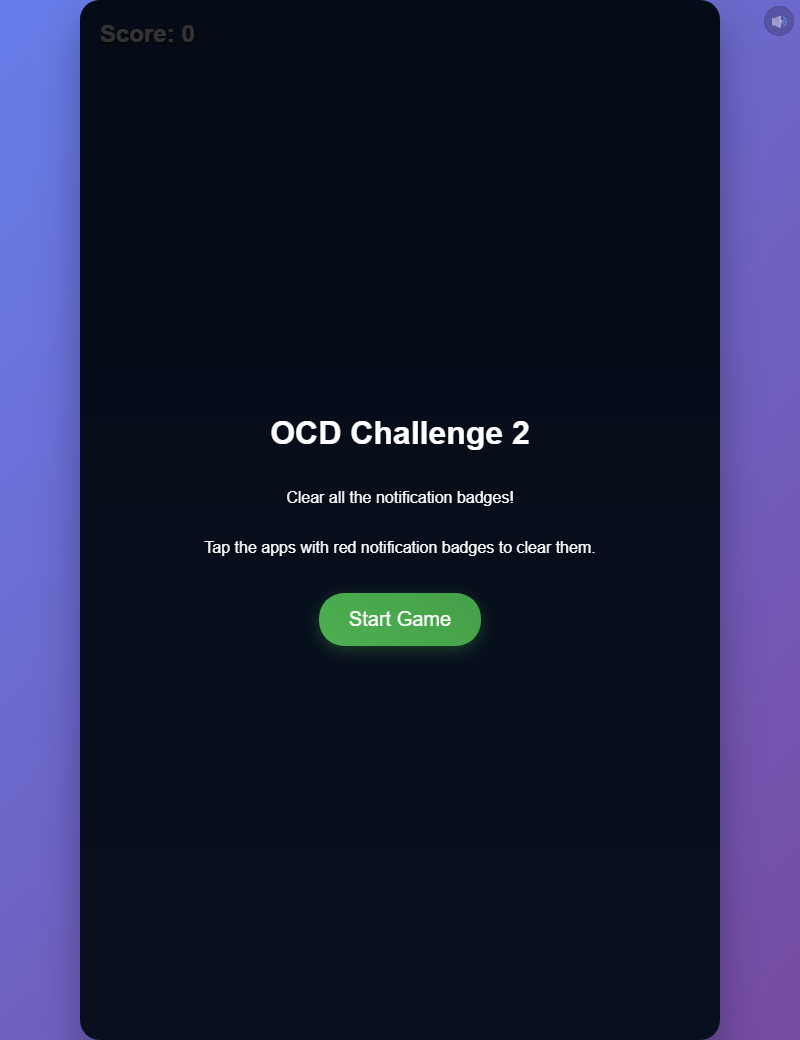 Score: 0
OCD Challenge 2
Clear all the notification badges!
Tap the apps with red notification badges to clear them.
Start Game